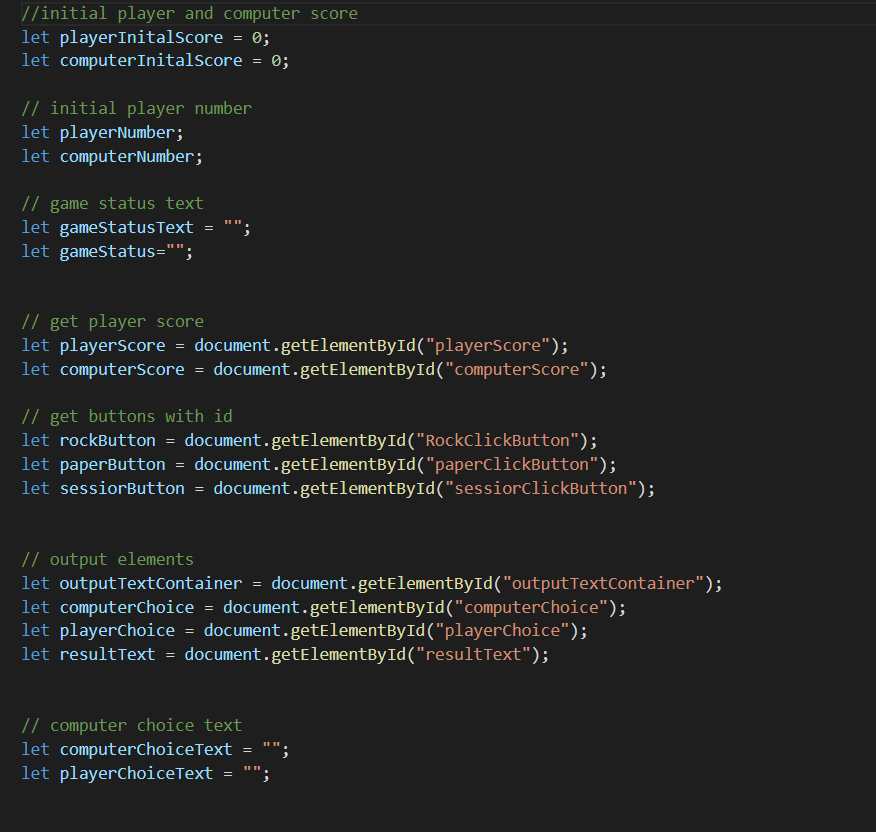 //initial player and computer score
let playerInitalScore = 0;
let computerInitalScore = 0;
// initial player number
let playerNumber;
let computerNumber;
// game status text
let gameStatusText = "";
let gameStatus="";
// get player score
let playerScore = document.getElementById("playerScore");
let computerScore = document.getElementById("computerScore");
// get buttons with id
let rockButton = document.getElementById("RockClickButton");
let paperButton = document.getElementById("paperClickButton");
let sessiorButton = document.getElementById("sessiorClickButton");
// output elements
let outputTextContainer = document.getElementById("outputTextContainer");
let computerChoice = document.getElementById("computerChoice");
let playerChoice = document.getElementById("playerChoice");
let resultText = document.getElementById("resultText");
// computer choice text
let computerChoiceText = "";
let playerChoiceText = "";